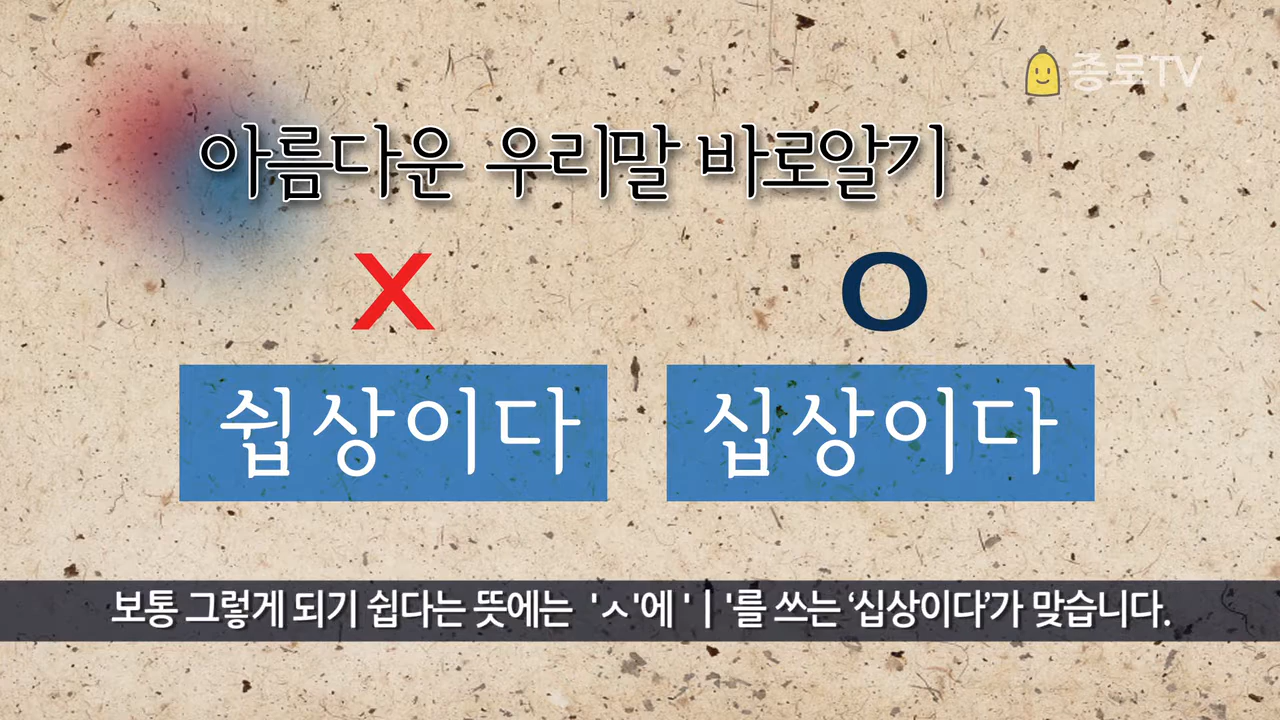 종로TV
아름다운 우리말 바로알기
X O
쉽상이다 십상이다
보통 그렇게 되기 쉽다는 뜻에는 'ㅅ'에 'ㅣ'를 쓰는 ‘십상이다’가 맞습니다.